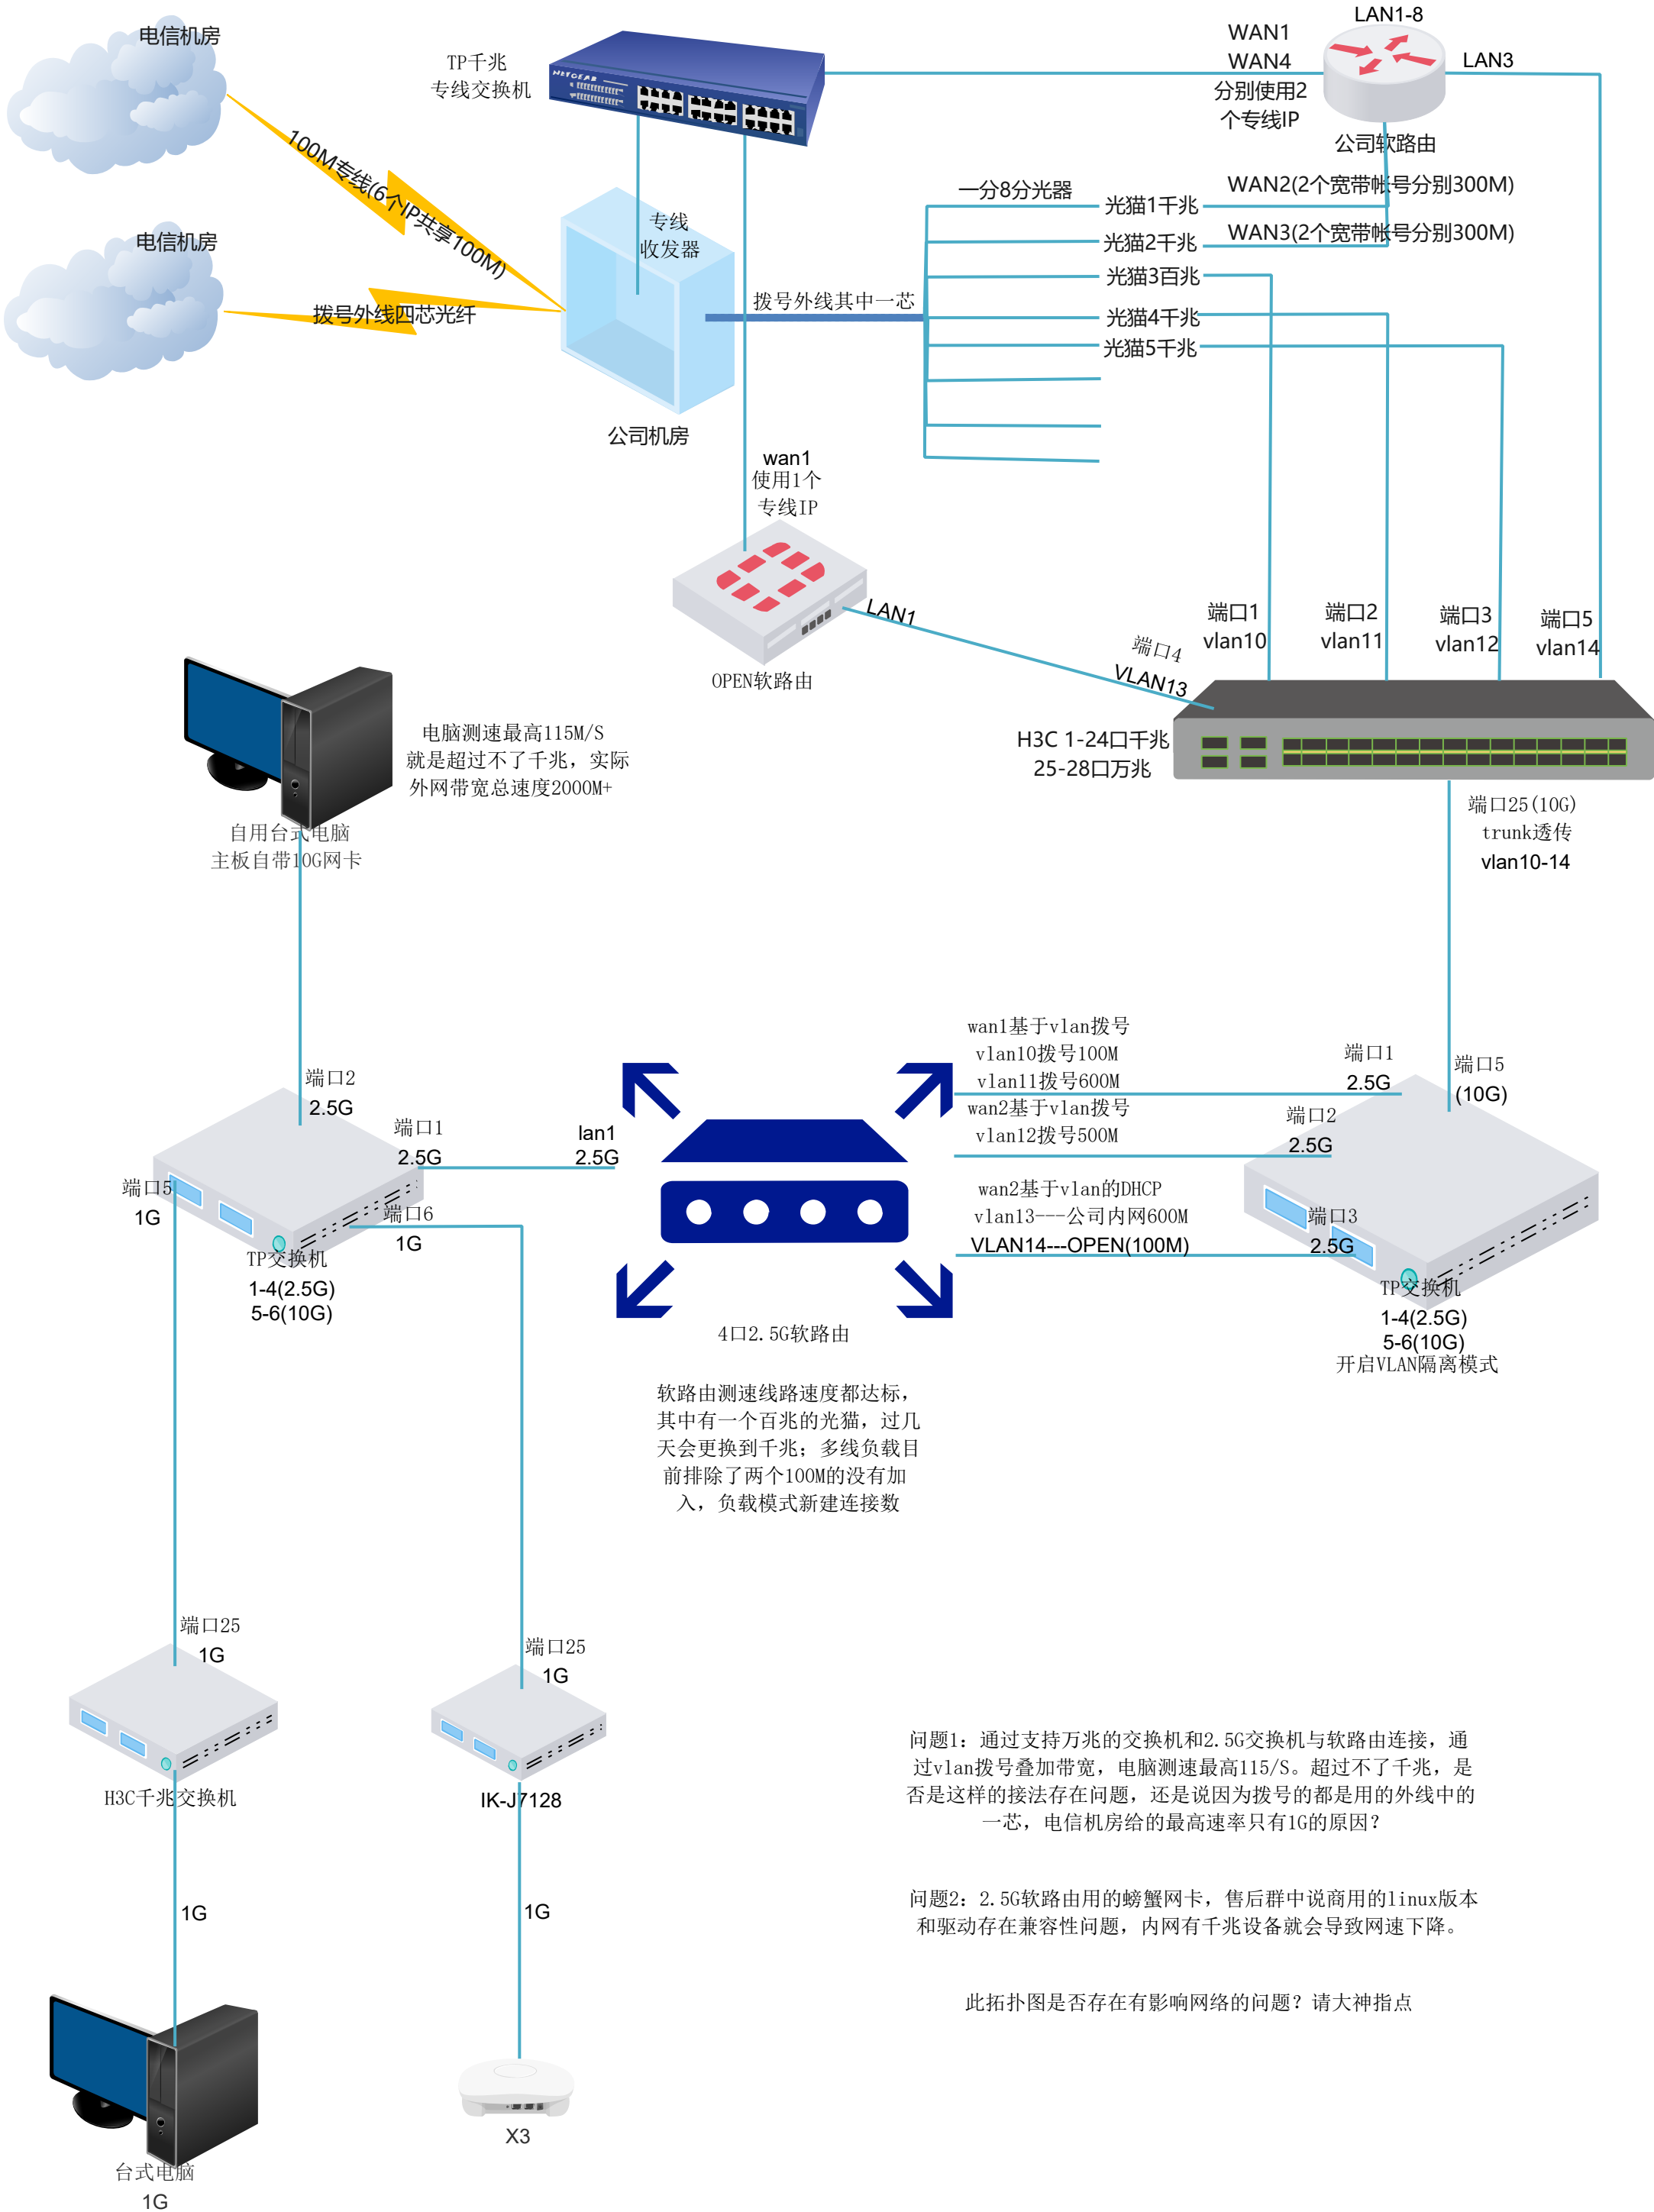 电信机房
电信机房
100M专线(6个IP共享100M)
拨号外线四芯光纤
TP千兆
专线交换机
NETGEAR
专线
收发器
公司机房
WAN1
WAN4
分别使用2
个专线IP
LAN1-8
LAN3
公司软路由
一分8分光器
拨号外线其中一芯
光猫1千兆
WAN2(2个宽带帐号分别300M)
光猫2千兆
WAN3(2个宽带帐号分别300M)
光猫3百兆
光猫4千兆
光猫5千兆
wan1
使用1个
专线IP
LAN1
OPEN软路由
端口4
VLAN13
端口1
vlan10
端口2
vlan11
端口3
vlan12
端口5
vlan14
H3C 1-24口千兆
25-28口万兆
端口25(10G)
trunk透传
vlan10-14
电脑测速最高115M/S
就是超过不了千兆，实际
外网带宽总速度2000M+
自用台式电脑
主板自带10G网卡
端口2
2.5G
端口1
2.5G
lan1
2.5G
端口5
1G
端口6
1G
TP交换机
1-4(2.5G)
5-6(10G)
wan1基于vlan拨号
vlan10拨号100M
vlan11拨号600M
wan2基于vlan拨号
vlan12拨号500M
wan2基于vlan的DHCP
vlan13---公司内网600M
VLAN14---OPEN(100M)
端口1
2.5G
端口2
2.5G
端口3
2.5G
端口5
(10G)
TP交换机
1-4(2.5G)
5-6(10G)
开启VLAN隔离模式
4口2.5G软路由
软路由测速线路速度都达标，
其中有一个百兆的光猫，过几
天会更换到千兆；多线负载目
前排除了两个100M的没有加
入，负载模式新建连接数
端口25
1G
H3C千兆交换机
1G
台式电脑
1G
端口25
1G
IK-J7128
1G
X3
问题1：通过支持万兆的交换机和2.5G交换机与软路由连接，通
过vlan拨号叠加带宽，电脑测速最高115/S。超过不了千兆，是
否是这样的接法存在问题，还是说因为拨号的都是用的外线中的
一芯，电信机房给的最高速率只有1G的原因？
问题2：2.5G软路由用的螃蟹网卡，售后群中说商用的linux版本
和驱动存在兼容性问题，内网有千兆设备就会导致网速下降。
此拓扑图是否存在有影响网络的问题？请大神指点